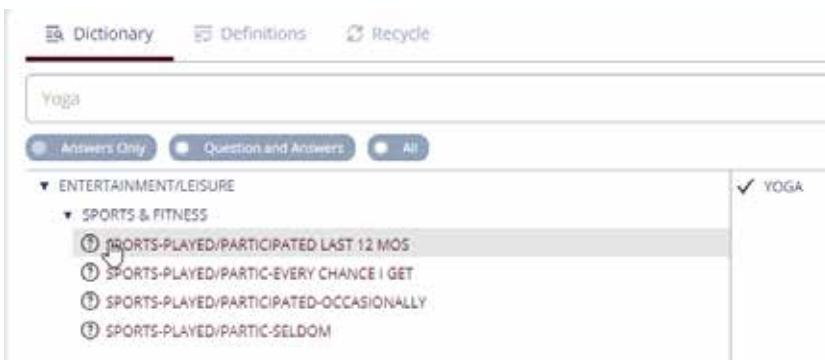 Dictionary Definitions Recycle
Yoga
Answers Only Question and Answers All
ENTERTAINMENT/LEISURE
YOGA
SPORTS & FITNESS
SPORTS-PLAYED/PARTICIPATED LAST 12 MOS
SPORTS-PLAYED/PARTIC-EVERY CHANCE I GET
SPORTS-PLAYED/PARTICIPATED-OCCASIONALLY
SPORTS-PLAYED/PARTIC-SELDOM